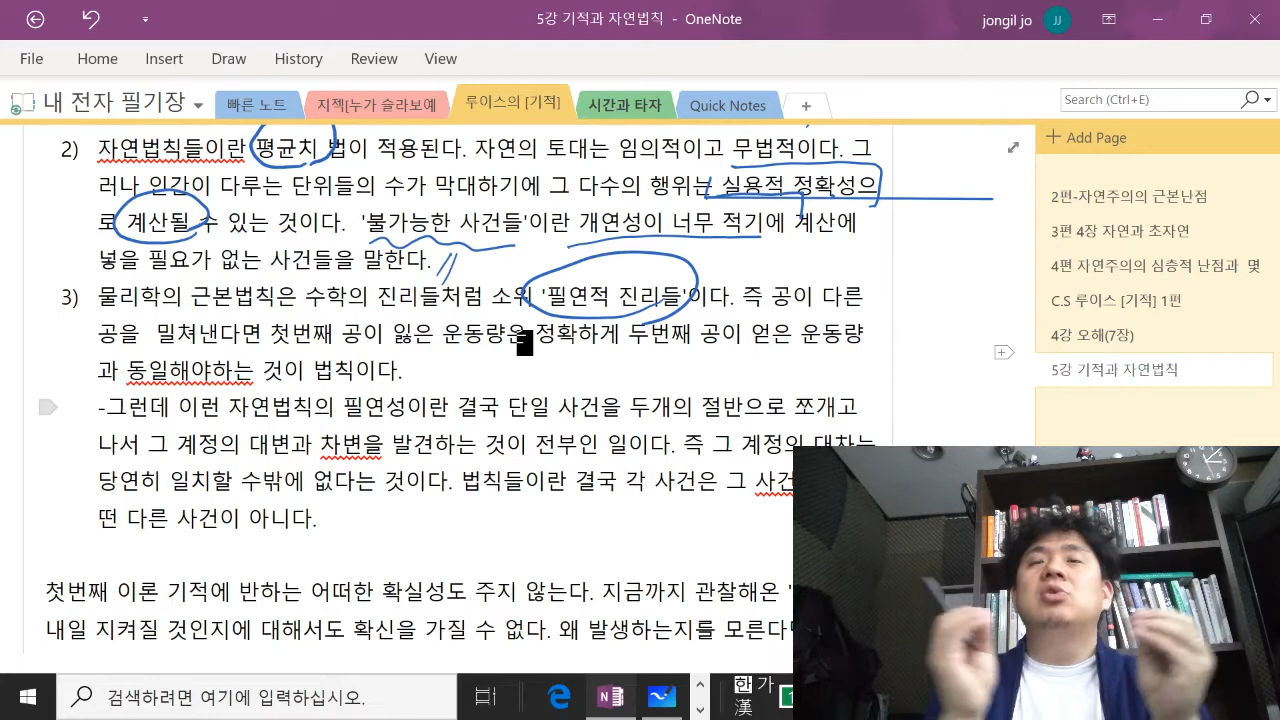 5강 기적과 자연법칙 - OneNote
jongil jo
JJ
File Home Insert Draw History Review View
내 전자 필기장
빠른 노트
지젝[누가 슬라보예
루이스의 [기적]
시간과 타자
Quick Notes
Search (Ctrl+E)
Add Page
2편-자연주의의 근본난점
3편 4장 자연과 초자연
4편 자연주의의 심층적 난점과 몇
C.S 루이스 [기적] 1편
4강 오해(7장)
5강 기적과 자연법칙
2) 자연법칙들이란 평균치 법이 적용된다. 자연의 토대는 임의적이고 무법적이다. 그
러나 인간이 다루는 단위들의 수가 막대하기에 그 다수의 행위는 실용적 정확성으
로 계산될 수 있는 것이다. '불가능한 사건들'이란 개연성이 너무 적기에 계산에
넣을 필요가 없는 사건들을 말한다.
3) 물리학의 근본법칙은 수학의 진리들처럼 소위 '필연적 진리들'이다. 즉 공이 다른
공을 밀쳐낸다면 첫번째 공이 잃은 운동량은 정확하게 두번째 공이 얻은 운동량
과 동일해야하는 것이 법칙이다.
-그런데 이런 자연법칙의 필연성이란 결국 단일 사건을 두개의 절반으로 쪼개고
나서 그 계정의 대변과 차변을 발견하는 것이 전부인 일이다. 즉 그 계정의 대차는
당연히 일치할 수밖에 없다는 것이다. 법칙들이란 결국 각 사건은 그 사건
떤 다른 사건이 아니다.
첫번째 이론 기적에 반하는 어떠한 확실성도 주지 않는다. 지금까지 관찰해온 '
내일 지켜질 것인지에 대해서도 확신을 가질 수 없다. 왜 발생하는지를 모른다
검색하려면 여기에 입력하십시오.
한 가
漢
1